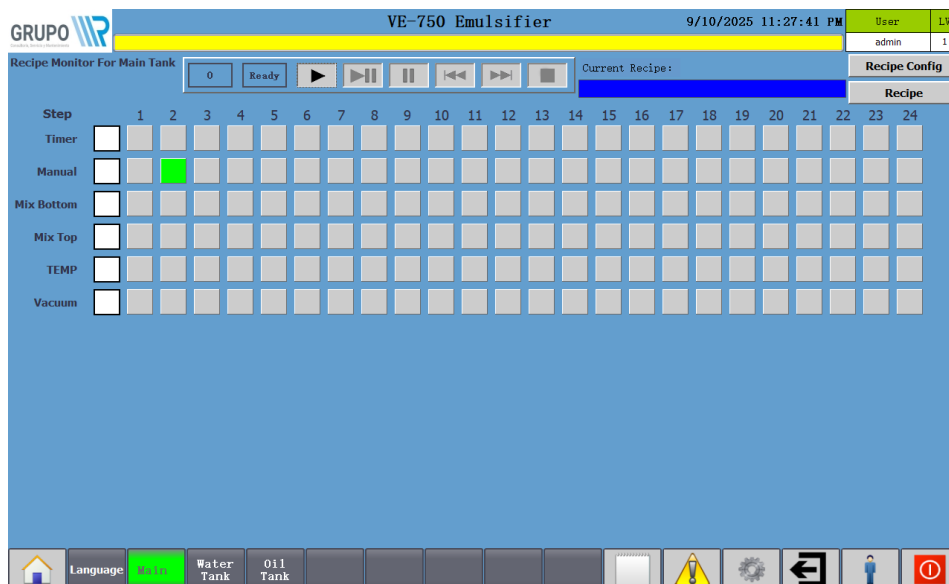 GRUPO
VE-750 Emulsifier
9/10/2025 11:27:41 PM
User
LV
admin
1
Recipe Monitor For Main Tank
0
Ready
Current Recipe:
Recipe Config
Recipe
Step 1 2 3 4 5 6 7 8 9 10 11 12 13 14 15 16 17 18 19 20 21 22 23 24
Timer
Manual
Mix Bottom
Mix Top
TEMP
Vacuum
Language
Main
Water
Tank
Oil
Tank